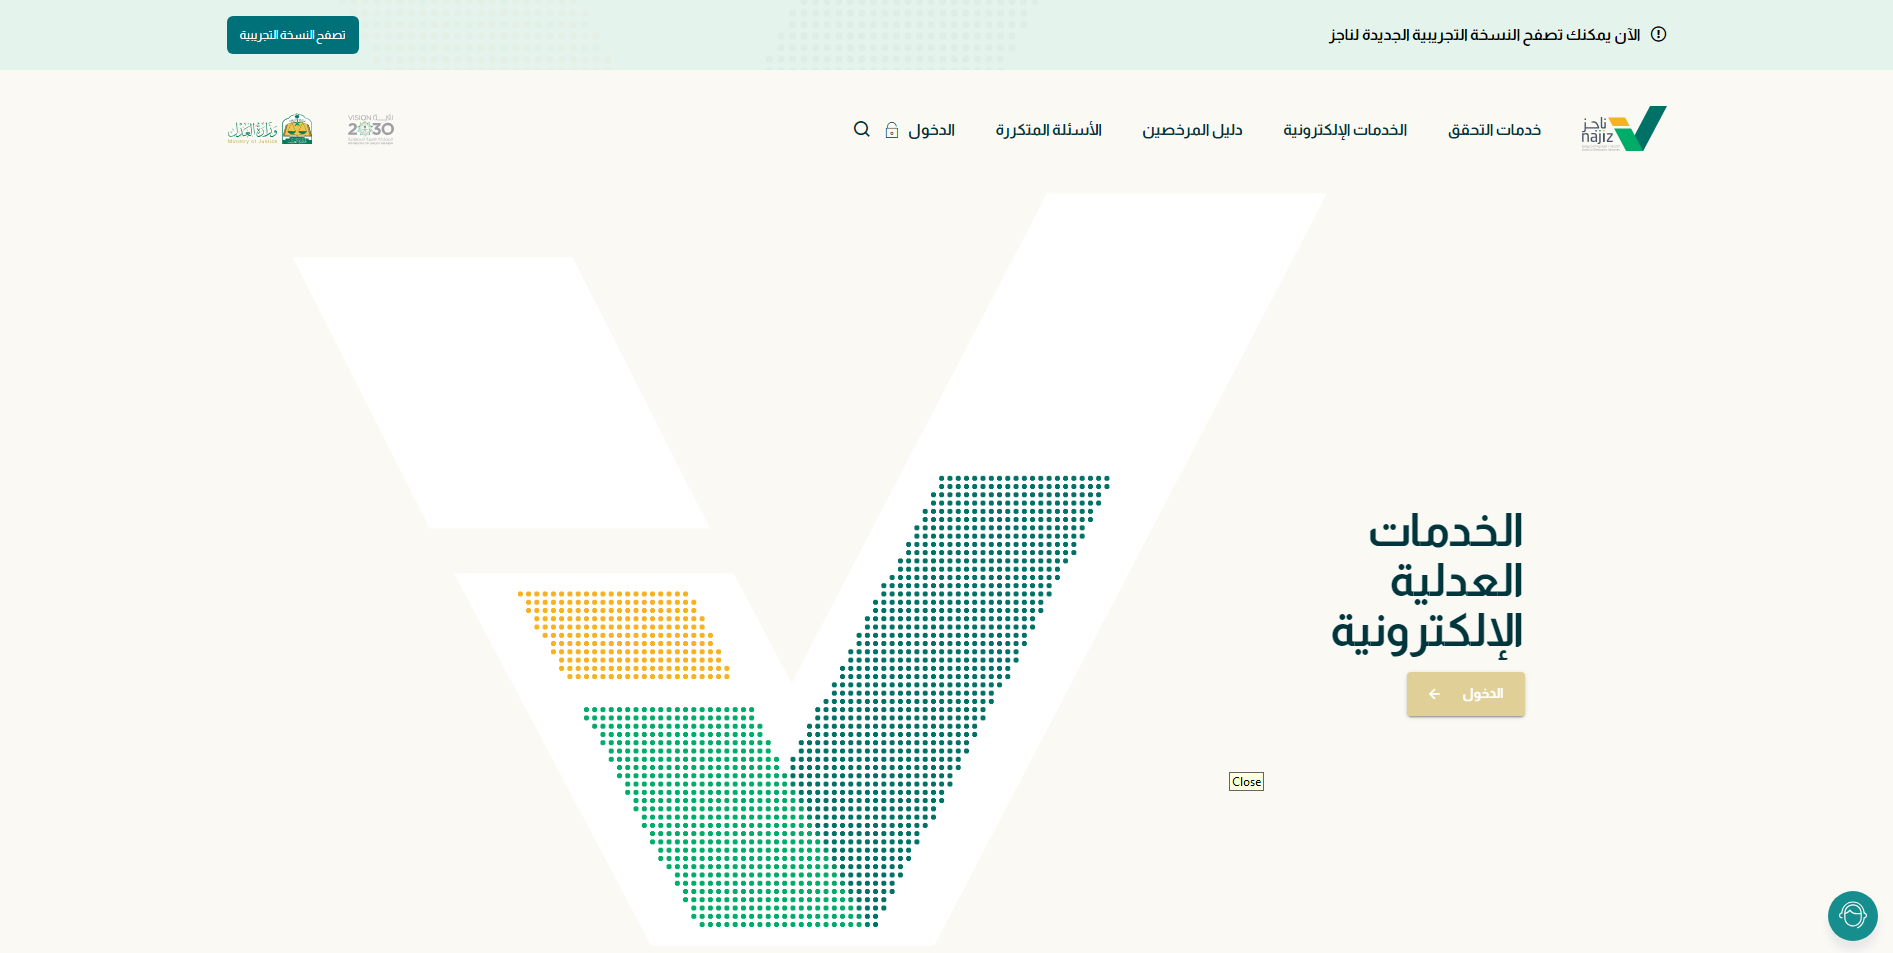 الآن يمكنك تصفح النسخة التجريبية الجديدة لناجز
تصفح النسخة التجريبية
ناجز
najiz
خدمات التحقق
الخدمات الإلكترونية
دليل المرخصين
الأسئلة المتكررة
الدخول
VISION رؤيــة
2030
وزارة العدل
Ministry of Justice
الخدمات
العدلية
الإلكترونية
الدخول
Close